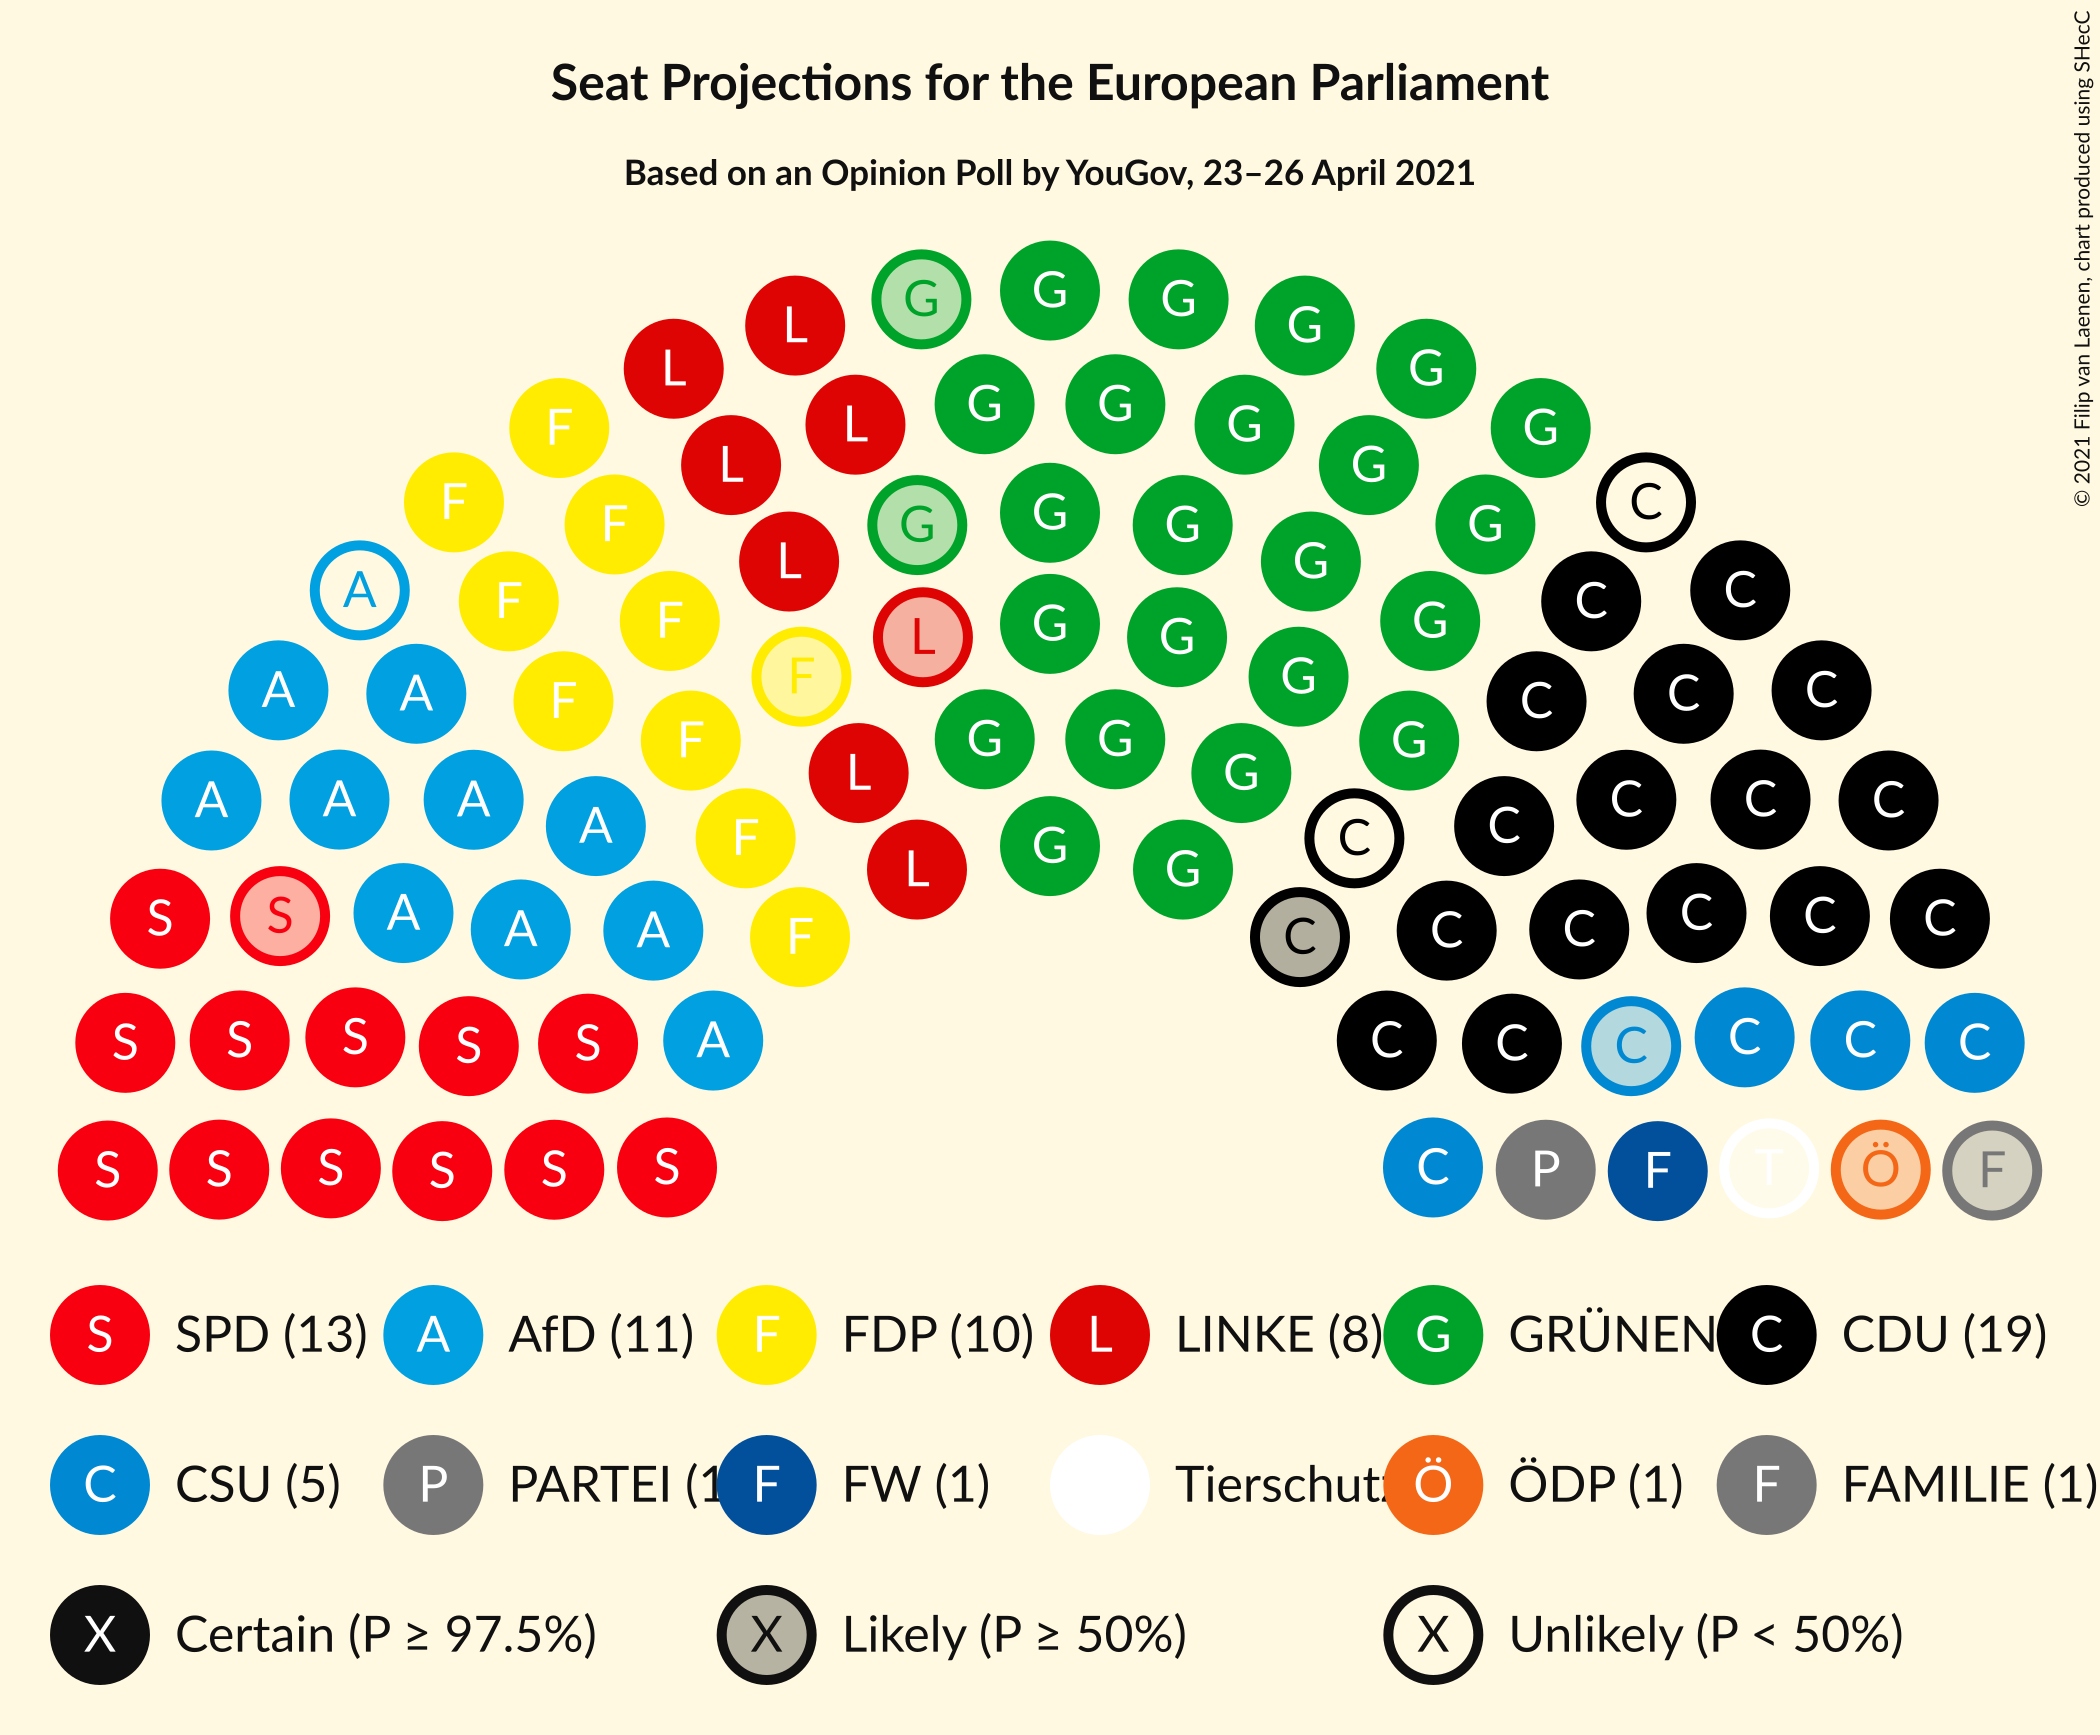 Seat Projections for the European Parliament
Based on an Opinion Poll by YouGov, 23–26 April 2021
© 2021 Filip van Laenen, chart produced using SHecC
G G G G
L G
L G
F L G G G G
F F L G C
A F L G G G G C C
F F L G G G G C
A A F F F G C C C
A A A A F L G G G G C C C C C
S S A A A F L G G C C C C C C C
S S S S S A C C C C C C
S S S S S S C P F T Ö F
S SPD (13) A AfD (11) F FDP (10) L LINKE (8) G GRÜNEN C CDU (19)
C CSU (5) P PARTEI (1 F FW (1) Tierschutz Ö ÖDP (1) F FAMILIE (1)
X Certain (P ≥ 97.5%) X Likely (P ≥ 50%) X Unlikely (P < 50%)